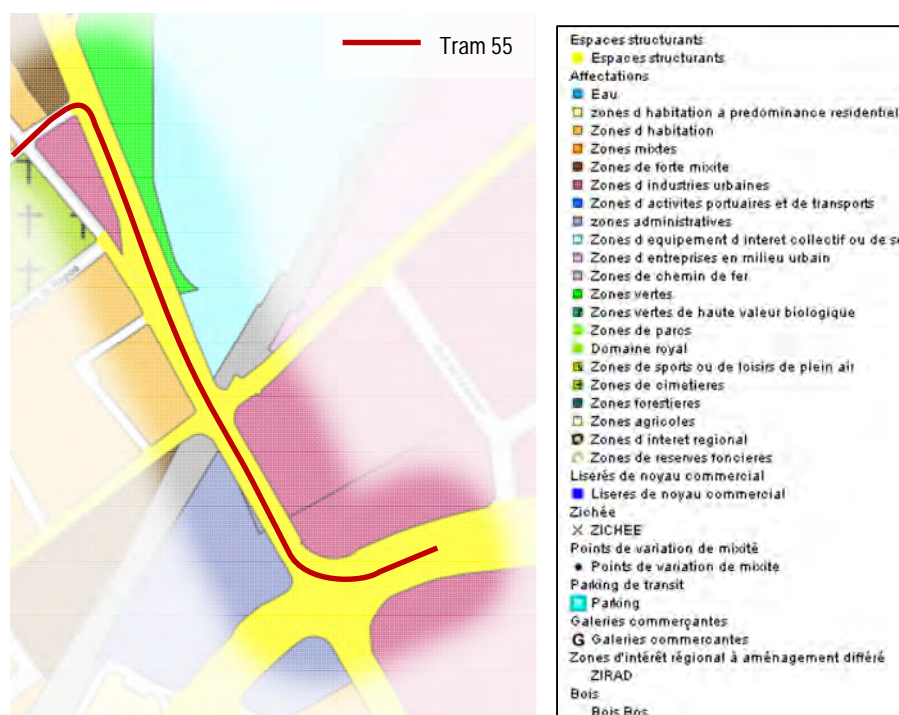 Tram 55
Espaces structurants
Espaces structurants
Affectations
Eau
zones d habitation a predominance residentiel
Zones d habitation
Zones mixtes
Zones de forte mixite
Zones d industries urbaines
Zones d activites portuaires et de transports
zones administratives
Zones d equipement d interet collectif ou de se
Zones d entreprises en milieu urbain
Zones de chemin de fer
Zones vertes
Zones vertes de haute valeur biologique
Zones de parcs
Domaine royal
Zones de sports ou de loisirs de plein air
Zones de cimetieres
Zones forestieres
Zones agricoles
Zones d interet regional
Zones de reserves foncieres
Liserés de noyau commercial
Liseres de noyau commercial
Zichée
ZICHEE
Points de variation de mixité
Points de variation de mixite
Parking de transit
Parking
Galeries commerçantes
G Galeries commercantes
Zones d'intérêt régional à aménagement différé
ZIRAD
Bois
Bois Bos